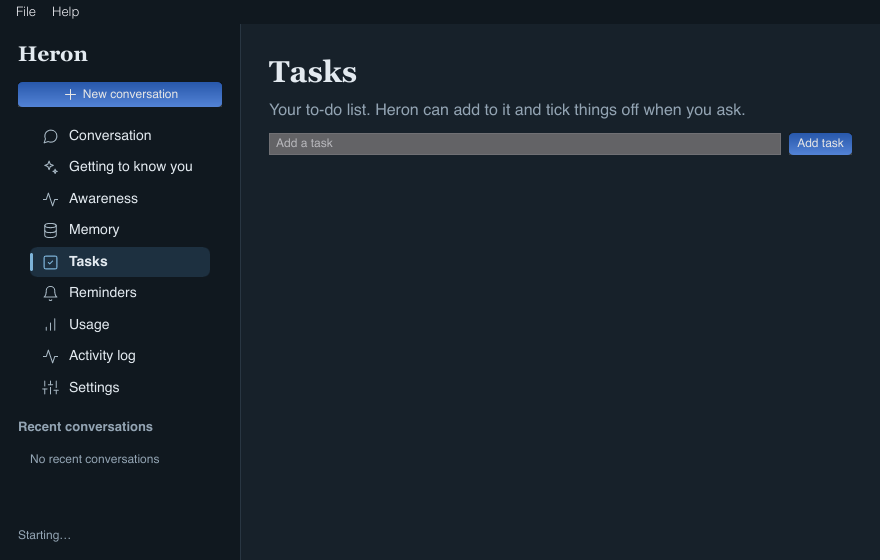 File Help
Heron
New conversation
Conversation
Getting to know you
Awareness
Memory
Tasks
Reminders
Usage
Activity log
Settings
Recent conversations
No recent conversations
Starting…
Tasks
Your to-do list. Heron can add to it and tick things off when you ask.
Add a task
Add task